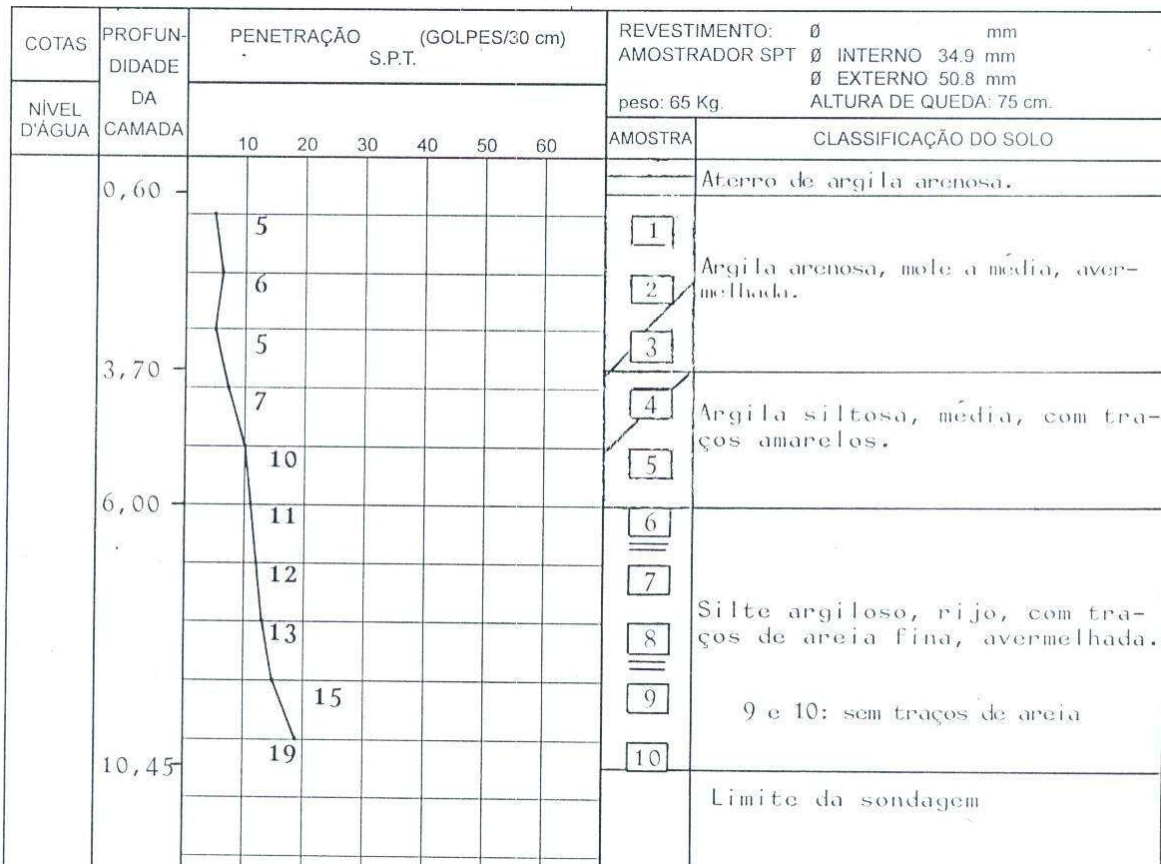 COTAS
NÍVEL
D'ÁGUA
PROFUN-
DIDADE
DA
CAMADA
PENETRAÇÃO (GOLPES/30 cm)
S.P.T.
10 20 30 40 50 60
REVESTIMENTO: Ø mm
AMOSTRADOR SPT Ø INTERNO 34.9 mm
Ø EXTERNO 50.8 mm
peso: 65 Kg. ALTURA DE QUEDA: 75 cm.
AMOSTRA
CLASSIFICAÇÃO DO SOLO
0,60
Aterro de argila arenosa.
5
1
6
2
Argila arenosa, mole a média, aver-
melhada.
5
3
3,70
7
4
Argila siltosa, média, com tra-
ços amarelos.
10
5
6,00
11
6
12
7
13
8
Silte argiloso, rijo, com tra-
ços de areia fina, avermelhada.
15
9
9 e 10: sem traços de areia
19
10
10,45
Limite da sondagem